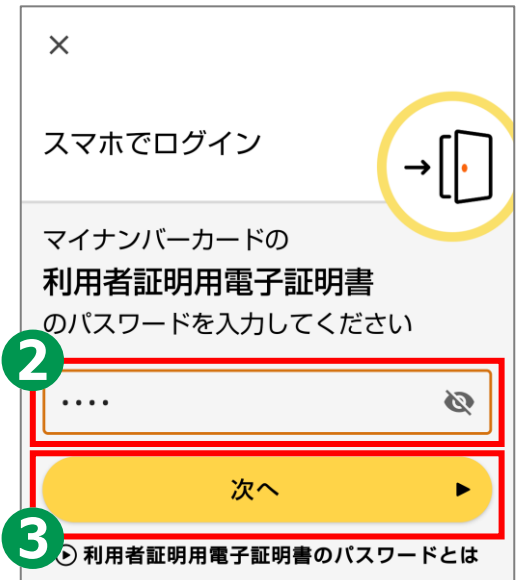 スマホでログイン
マイナンバーカードの
利用者証明用電子証明書
のパスワードを入力してください
2
••••
次へ
3
利用者証明用電子証明書のパスワードとは